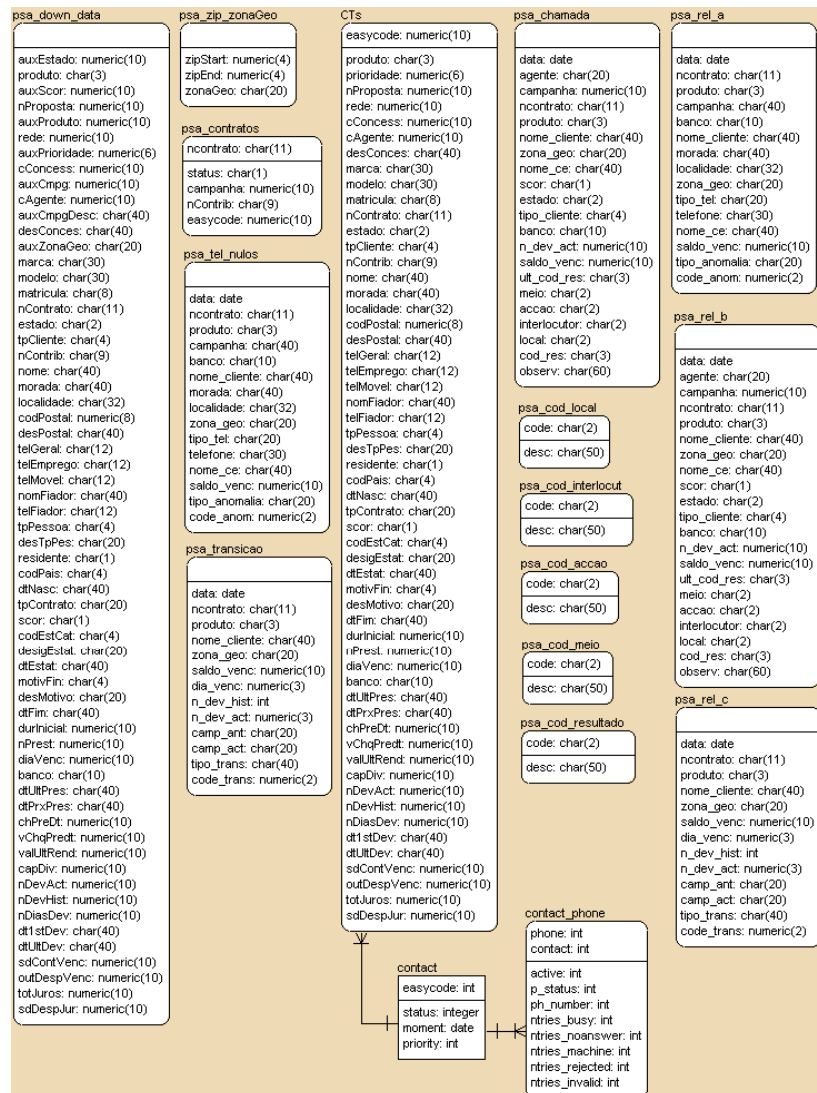 psa_down_data
auxEstado: numeric(10)
produto: char(3)
auxScor: numeric(10)
nProposta: numeric(10)
auxProduto: numeric(10)
rede: numeric(10)
auxPrioridade: numeric(6)
cConcess: numeric(10)
auxCmpg: numeric(10)
cAgente: numeric(10)
auxCmpgDesc: char(40)
desConces: char(40)
auxZonaGeo: char(20)
marca: char(30)
modelo: char(30)
matricula: char(8)
nContrato: char(11)
estado: char(2)
tpCliente: char(4)
nContrib: char(9)
nome: char(40)
morada: char(40)
localidade: char(32)
codPostal: numeric(8)
desPostal: char(40)
telGeral: char(12)
telEmprego: char(12)
telMovel: char(12)
nomFiador: char(40)
telFiador: char(12)
tpPessoa: char(4)
desTpPes: char(20)
residente: char(1)
codPais: char(4)
dtNasc: char(40)
tpContrato: char(20)
scor: char(1)
codEstCat: char(4)
desigEstat: char(20)
dtEstat: char(40)
motivFin: char(4)
desMotivo: char(20)
dtFim: char(40)
durInicial: numeric(10)
nPrest: numeric(10)
diaVenc: numeric(10)
banco: char(10)
dtUltPres: char(40)
dtPrxPres: char(40)
chPreDt: numeric(10)
vChqPredt: numeric(10)
valUltRend: numeric(10)
capDiv: numeric(10)
nDevAct: numeric(10)
nDevHist: numeric(10)
nDiasDev: numeric(10)
dt1stDev: char(40)
dtUltDev: char(40)
sdContVenc: numeric(10)
outDespVenc: numeric(10)
totJuros: numeric(10)
sdDespJur: numeric(10)
psa_zip_zonaGeo
zipStart: numeric(4)
zipEnd: numeric(4)
zonaGeo: char(20)
psa_contratos
ncontrato: char(11)
status: char(1)
campanha: numeric(10)
nContrib: char(9)
easycode: numeric(10)
psa_tel_nulos
data: date
ncontrato: char(11)
produto: char(3)
campanha: char(40)
banco: char(10)
nome_cliente: char(40)
morada: char(40)
localidade: char(32)
zona_geo: char(20)
tipo_tel: char(20)
telefone: char(30)
nome_ce: char(40)
saldo_venc: numeric(10)
tipo_anomalia: char(20)
code_anom: numeric(2)
psa_transicao
data: date
ncontrato: char(11)
produto: char(3)
nome_cliente: char(40)
zona_geo: char(20)
saldo_venc: numeric(10)
dia_venc: numeric(3)
n_dev_hist: int
n_dev_act: numeric(3)
camp_ant: char(20)
camp_act: char(20)
tipo_trans: char(40)
code_trans: numeric(2)
CTs
easycode: numeric(10)
produto: char(3)
prioridade: numeric(6)
nProposta: numeric(10)
rede: numeric(10)
cConcess: numeric(10)
cAgente: numeric(10)
desConces: char(40)
marca: char(30)
modelo: char(30)
matricula: char(8)
nContrato: char(11)
estado: char(2)
tpCliente: char(4)
nContrib: char(9)
nome: char(40)
morada: char(40)
localidade: char(32)
codPostal: numeric(8)
desPostal: char(40)
telGeral: char(12)
telEmprego: char(12)
telMovel: char(12)
nomFiador: char(40)
telFiador: char(12)
tpPessoa: char(4)
desTpPes: char(20)
residente: char(1)
codPais: char(4)
dtNasc: char(40)
tpContrato: char(20)
scor: char(1)
codEstCat: char(4)
desigEstat: char(20)
dtEstat: char(40)
motivFin: char(4)
desMotivo: char(20)
dtFim: char(40)
durInicial: numeric(10)
nPrest: numeric(10)
diaVenc: numeric(10)
banco: char(10)
dtUltPres: char(40)
dtPrxPres: char(40)
chPreDt: numeric(10)
vChqPredt: numeric(10)
valUltRend: numeric(10)
capDiv: numeric(10)
nDevAct: numeric(10)
nDevHist: numeric(10)
nDiasDev: numeric(10)
dt1stDev: char(40)
dtUltDev: char(40)
sdContVenc: numeric(10)
outDespVenc: numeric(10)
totJuros: numeric(10)
sdDespJur: numeric(10)
contact
easycode: int
status: integer
moment: date
priority: int
psa_chamada
data: date
agente: char(20)
campanha: numeric(10)
ncontrato: char(11)
produto: char(3)
nome_cliente: char(40)
zona_geo: char(20)
nome_ce: char(40)
scor: char(1)
estado: char(2)
tipo_cliente: char(4)
banco: char(10)
n_dev_act: numeric(10)
saldo_venc: numeric(10)
ult_cod_res: char(3)
meio: char(2)
accao: char(2)
interlocutor: char(2)
local: char(2)
cod_res: char(3)
observ: char(60)
psa_cod_local
code: char(2)
desc: char(50)
psa_cod_interlocut
code: char(2)
desc: char(50)
psa_cod_accao
code: char(2)
desc: char(50)
psa_cod_meio
code: char(2)
desc: char(50)
psa_cod_resultado
code: char(2)
desc: char(50)
contact_phone
phone: int
contact: int
active: int
p_status: int
ph_number: int
ntries_busy: int
ntries_noanswer: int
ntries_machine: int
ntries_rejected: int
ntries_invalid: int
psa_rel_a
data: date
ncontrato: char(11)
produto: char(3)
campanha: char(40)
banco: char(10)
nome_cliente: char(40)
morada: char(40)
localidade: char(32)
zona_geo: char(20)
tipo_tel: char(20)
telefone: char(30)
nome_ce: char(40)
saldo_venc: numeric(10)
tipo_anomalia: char(20)
code_anom: numeric(2)
psa_rel_b
data: date
agente: char(20)
campanha: numeric(10)
ncontrato: char(11)
produto: char(3)
nome_cliente: char(40)
zona_geo: char(20)
nome_ce: char(40)
scor: char(1)
estado: char(2)
tipo_cliente: char(4)
banco: char(10)
n_dev_act: numeric(10)
saldo_venc: numeric(10)
ult_cod_res: char(3)
meio: char(2)
accao: char(2)
interlocutor: char(2)
local: char(2)
cod_res: char(3)
observ: char(60)
psa_rel_c
data: date
ncontrato: char(11)
produto: char(3)
nome_cliente: char(40)
zona_geo: char(20)
saldo_venc: numeric(10)
dia_venc: numeric(3)
n_dev_hist: int
n_dev_act: numeric(3)
camp_ant: char(20)
camp_act: char(20)
tipo_trans: char(40)
code_trans: numeric(2)